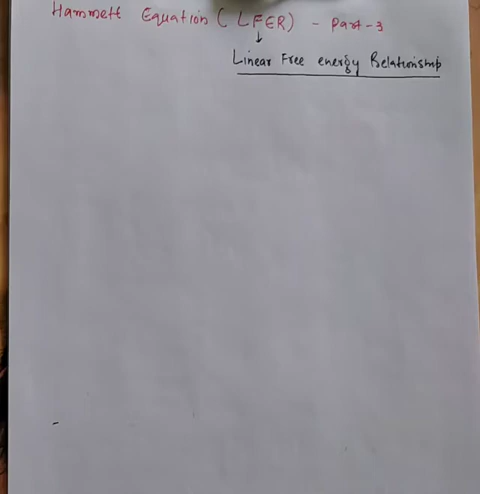 Hammett Equation (LFER) - Part-3
↓
Linear Free energy Relationship